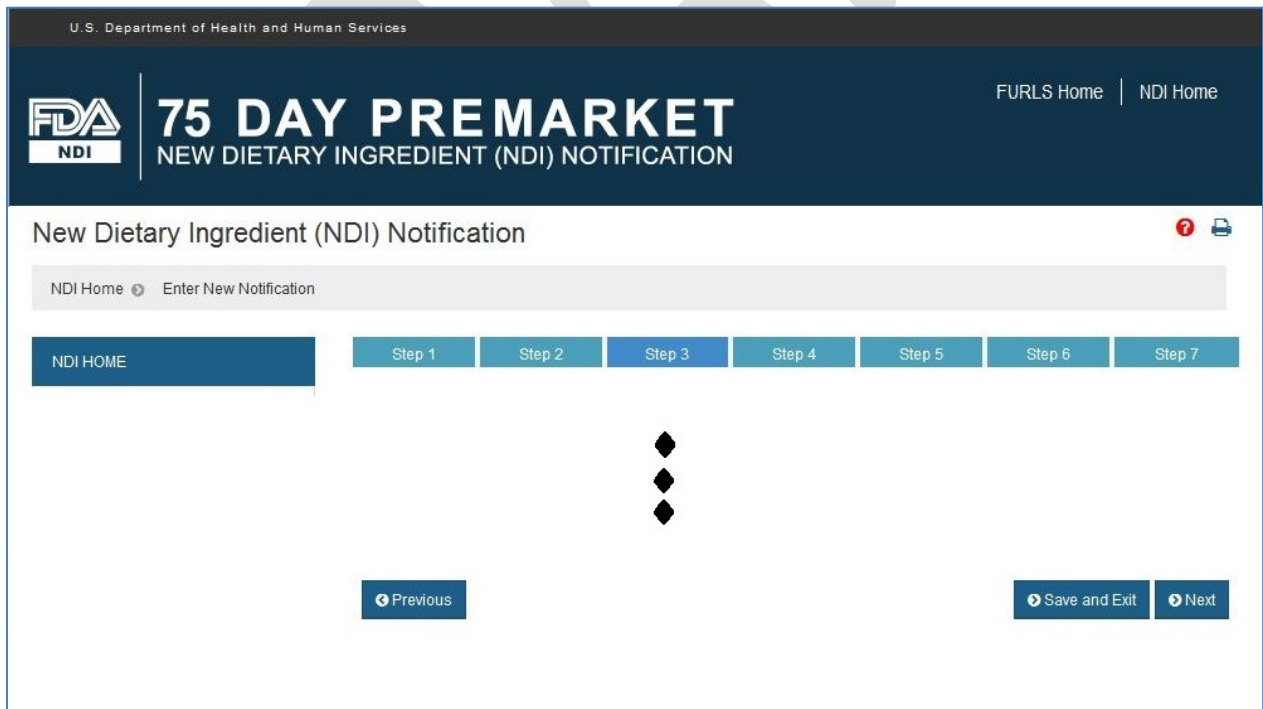 U.S. Department of Health and Human Services
FDA
NDI
75 DAY PREMARKET
NEW DIETARY INGREDIENT (NDI) NOTIFICATION
FURLS Home | NDI Home
New Dietary Ingredient (NDI) Notification
NDI Home Enter New Notification
NDI HOME
Step 1 Step 2 Step 3 Step 4 Step 5 Step 6 Step 7
Previous Save and Exit Next